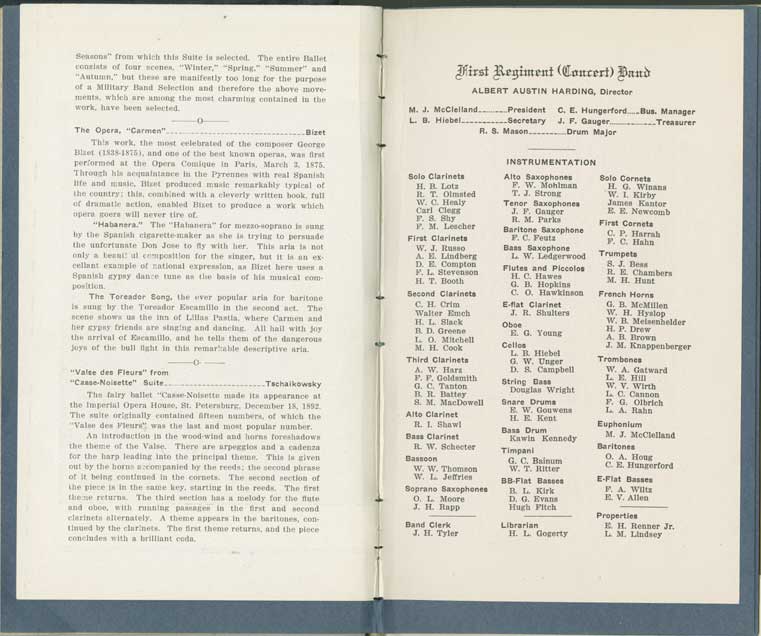 Seasons" from which this Suite is selected. The entire Ballet
consists of four scenes, "Winter," "Spring," "Summer" and
"Autumn," but these are manifestly too long for the purpose
of a Military Band Selection and therefore the above move-
ments, which are among the most charming contained in the
work, have been selected.
The Opera, "Carmen" Bizet
This work, the most celebrated of the composer George
Bizet (1838-1875), and one of the best known operas, was first
performed at the Opera Comique in Paris, March 3, 1875.
Through his acquaintance in the Pyrennes with real Spanish
life and music, Bizet produced music remarkably typical of
the country; this, combined with a cleverly written book, full
of dramatic action, enabled Bizet to produce a work which
opera goers will never tire of.
"Habanera." The "Habanera" for mezzo-soprano is sung
by the Spanish cigarette-maker as she is trying to persuade
the unfortunate Don Jose to fly with her. This aria is not
only a beautiful composition for the singer, but it is an ex-
cellant example of national expression, as Bizet here uses a
Spanish gypsy dance tune as the basis of his musical com-
position.
The Toreador Song, the ever popular aria for baritone
is sung by the Toreador Escamillo in the second act. The
scene shows us the inn of Lillas Pastia, where Carmen and
her gypsy friends are singing and dancing. All hail with joy
the arrival of Escamillo, and he tells them of the dangerous
joys of the bull fight in this remarkable descriptive aria.
"Valse des Fleurs" from
"Casse-Noisette" Suite Tschaikowsky
The fairy ballet "Casse-Noisette made its appearance at
the Imperial Opera House, St. Petersburg, December 18, 1892.
The suite originally contained fifteen numbers, of which the
"Valse des Fleurs" was the last and most popular number.
An introduction in the wood-wind and horns foreshadows
the theme of the Valse. There are arpeggios and a cadenza
for the harp leading into the principal theme. This is given
out by the horns accompanied by the reeds; the second phrase
of it being continued in the cornets. The second section of
the piece is in the same key, starting in the reeds. The first
theme returns. The third section has a melody for the flute
and oboe, with running passages in the first and second
clarinets alternately. A theme appears in the baritones, con-
tinued by the clarinets. The first theme returns, and the piece
concludes with a brilliant coda.
First Regiment (Concert) Band
ALBERT AUSTIN HARDING, Director
M. J. McClelland President C. E. Hungerford Bus. Manager
L. B. Hiebel Secretary J. F. Gauger Treasurer
R. S. Mason Drum Major
INSTRUMENTATION
Solo Clarinets
H. B. Lotz
R. T. Olmsted
W. C. Healy
Carl Clegg
F. S. Shy
F. M. Lescher
First Clarinets
W. J. Russo
A. E. Lindberg
D. E. Compton
F. L. Stevenson
H. T. Booth
Second Clarinets
C. H. Crim
Walter Emch
H. L. Slack
B. D. Greene
L. O. Mitchell
M. H. Cook
Third Clarinets
A. W. Harz
F. F. Goldsmith
G. C. Tanton
B. R. Battey
S. M. MacDowell
Alto Clarinet
R. I. Shawl
Bass Clarinet
R. W. Schecter
Bassoon
W. W. Thomson
W. L. Jeffries
Soprano Saxophones
O. L. Moore
J. H. Rapp
Band Clerk
J. H. Tyler
Alto Saxophones
F. W. Mohlman
T. J. Strong
Tenor Saxophones
J. F. Gauger
R. M. Parks
Baritone Saxophone
F. C. Feutz
Bass Saxophone
L. W. Ledgerwood
Flutes and Piccolos
H. C. Hawes
G. B. Hopkins
C. O. Hawkinson
E-flat Clarinet
J. R. Shulters
Oboe
E. G. Young
Cellos
L. B. Hiebel
G. W. Unger
D. S. Campbell
String Bass
Douglas Wright
Snare Drums
E. W. Gouwens
H. E. Kent
Bass Drum
Kawin Kennedy
Timpani
G. C. Bainum
W. T. Ritter
BB-Flat Basses
B. L. Kirk
D. G. Evans
Hugh Fitch
Librarian
H. L. Gogerty
Solo Cornets
H. G. Winans
W. I. Kirby
James Kantor
E. E. Newcomb
First Cornets
C. P. Harrah
F. C. Hahn
Trumpets
S. J. Bess
R. E. Chambers
M. H. Hunt
French Horns
G. B. McMillen
W. H. Hyslop
W. B. Meisenhelder
H. P. Drew
A. B. Brown
J. M. Knappenberger
Trombones
W. A. Gatward
L. E. Hill
W. V. Wirth
L. C. Cannon
F. G. Olbrich
L. A. Rahn
Euphonium
M. J. McClelland
Baritones
O. A. Houg
C. E. Hungerford
E-Flat Basses
F. A. Wiltz
E. V. Allen
Properties
E. H. Renner Jr.
L. M. Lindsey